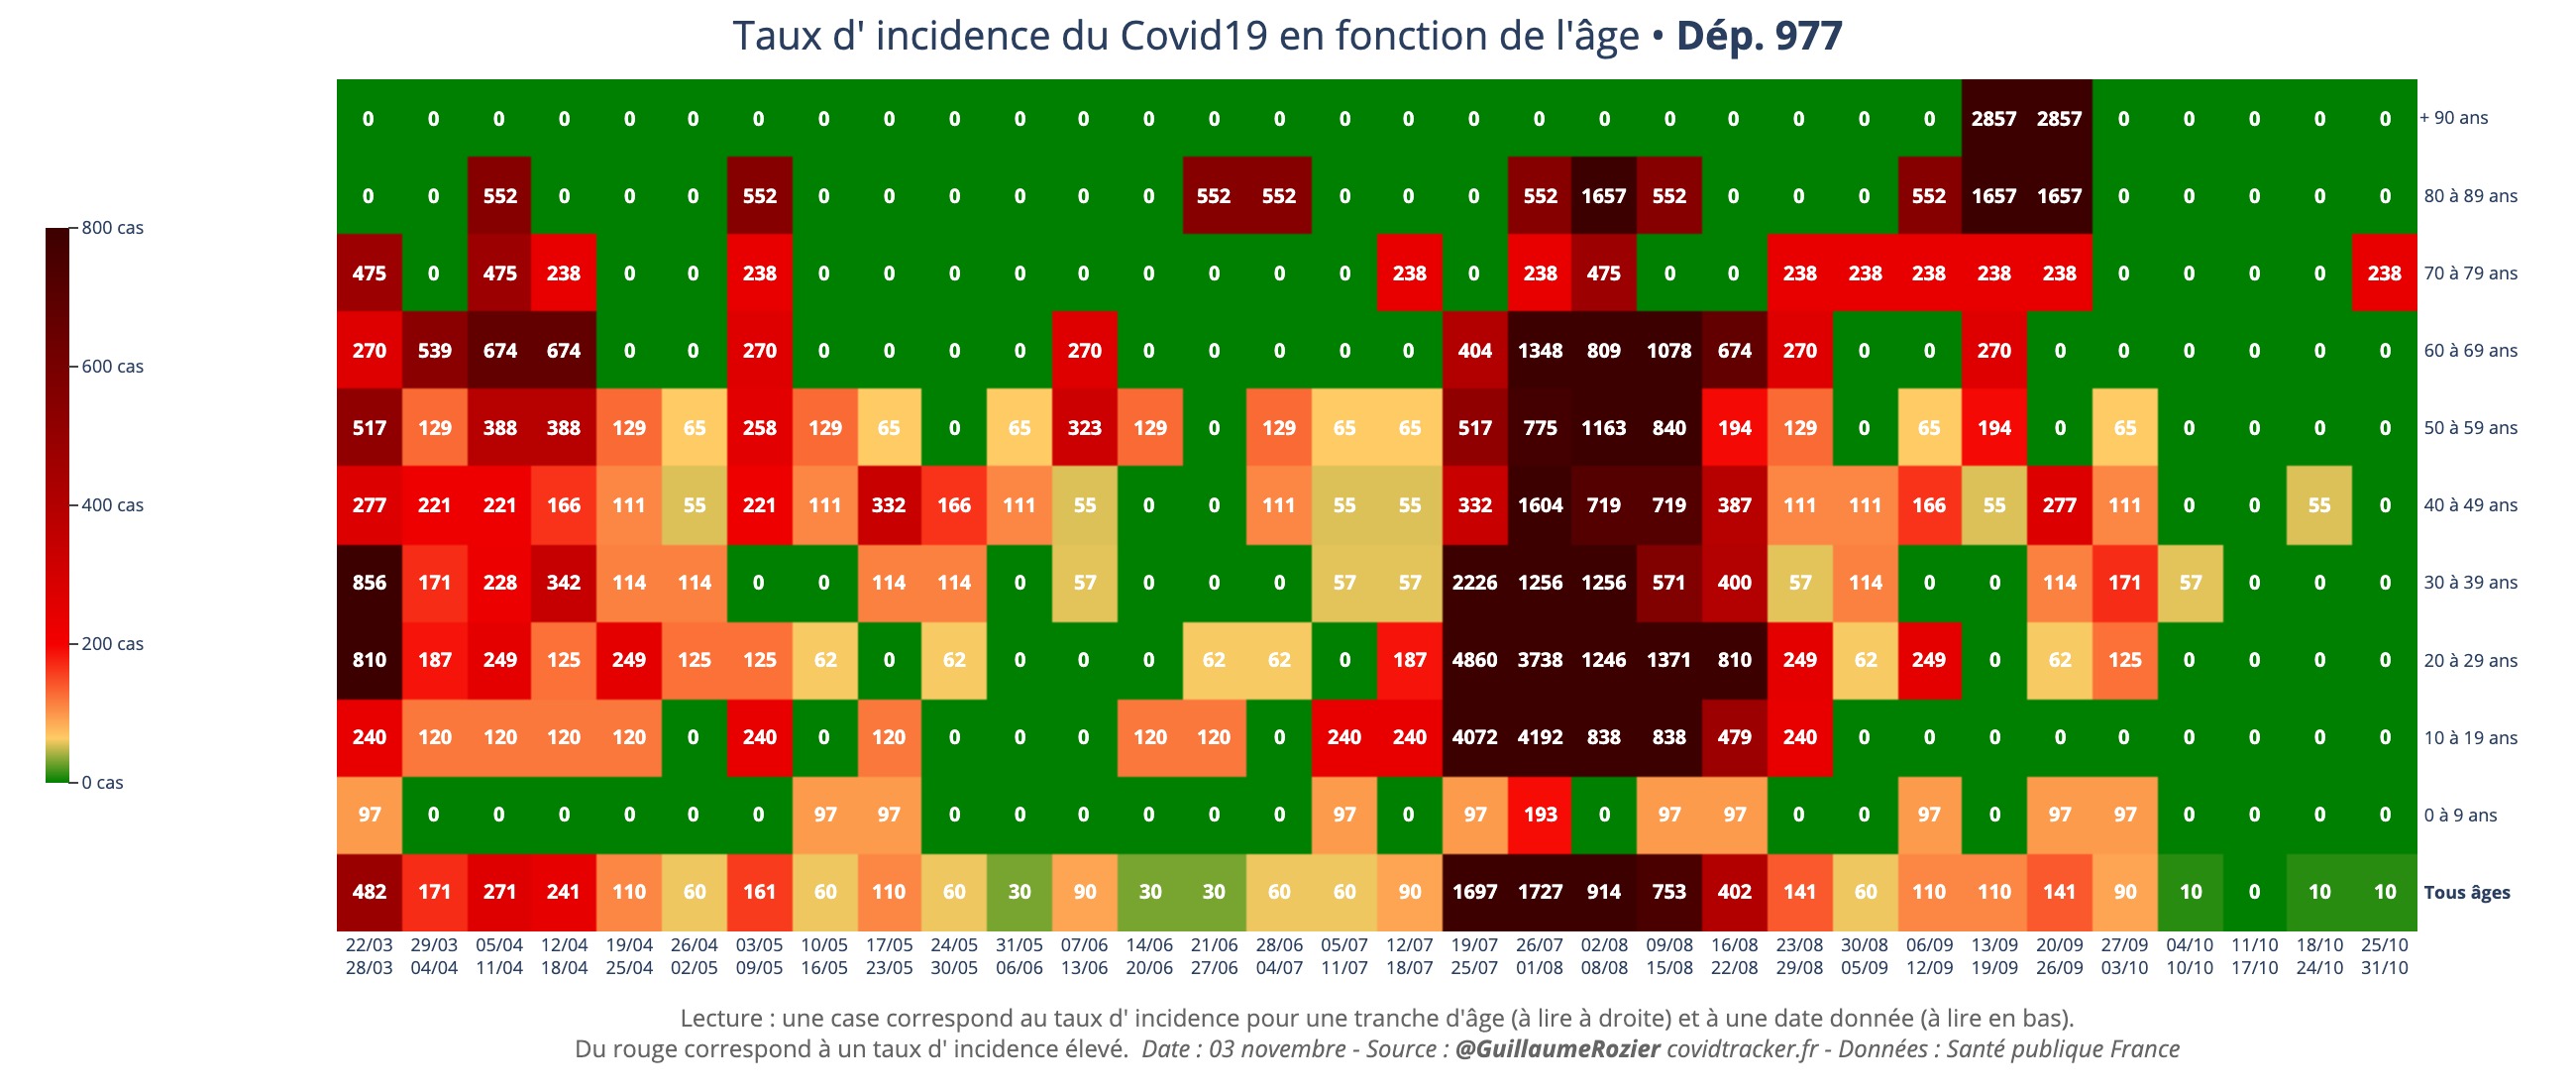 Taux d' incidence du Covid19 en fonction de l'âge • Dép. 977
0 0 0 0 0 0 0 0 0 0 0 0 0 0 0 0 0 0 0 0 0 0 0 0 0 2857 2857 0 0 0 0 0 + 90 ans
0 0 552 0 0 0 552 0 0 0 0 0 0 552 552 0 0 0 552 1657 552 0 0 0 552 1657 1657 0 0 0 0 0 80 à 89 ans
800 cas
475 0 475 238 0 0 238 0 0 0 0 0 0 0 0 0 238 0 238 475 0 0 238 238 238 238 238 0 0 0 0 238 70 à 79 ans
270 539 674 674 0 0 270 0 0 0 0 270 0 0 0 0 0 404 1348 809 1078 674 270 0 0 270 0 0 0 0 0 0 60 à 69 ans
600 cas
517 129 388 388 129 65 258 129 65 0 65 323 129 0 129 65 65 517 775 1163 840 194 129 0 65 194 0 65 0 0 0 0 50 à 59 ans
400 cas
277 221 221 166 111 55 221 111 332 166 111 55 0 0 111 55 55 332 1604 719 719 387 111 111 166 55 277 111 0 0 55 0 40 à 49 ans
856 171 228 342 114 114 0 0 114 114 0 57 0 0 0 57 57 2226 1256 1256 571 400 57 114 0 0 114 171 57 0 0 0 30 à 39 ans
200 cas
810 187 249 125 249 125 125 62 0 62 0 0 0 62 62 0 187 4860 3738 1246 1371 810 249 62 249 0 62 125 0 0 0 0 20 à 29 ans
240 120 120 120 120 0 240 0 120 0 0 0 120 120 0 240 240 4072 4192 838 838 479 240 0 0 0 0 0 0 0 0 0 10 à 19 ans
0 cas
97 0 0 0 0 0 0 97 97 0 0 0 0 0 0 97 0 97 193 0 97 97 0 0 97 0 97 97 0 0 0 0 0 à 9 ans
482 171 271 241 110 60 161 60 110 60 30 90 30 30 60 60 90 1697 1727 914 753 402 141 60 110 110 141 90 10 0 10 10 Tous âges
22/03 29/03 05/04 12/04 19/04 26/04 03/05 10/05 17/05 24/05 31/05 07/06 14/06 21/06 28/06 05/07 12/07 19/07 26/07 02/08 09/08 16/08 23/08 30/08 06/09 13/09 20/09 27/09 04/10 11/10 18/10 25/10
28/03 04/04 11/04 18/04 25/04 02/05 09/05 16/05 23/05 30/05 06/06 13/06 20/06 27/06 04/07 11/07 18/07 25/07 01/08 08/08 15/08 22/08 29/08 05/09 12/09 19/09 26/09 03/10 10/10 17/10 24/10 31/10
Lecture : une case correspond au taux d' incidence pour une tranche d'âge (à lire à droite) et à une date donnée (à lire en bas).
Du rouge correspond à un taux d' incidence élevé. Date : 03 novembre - Source : @GuillaumeRozier covidtracker.fr - Données : Santé publique France